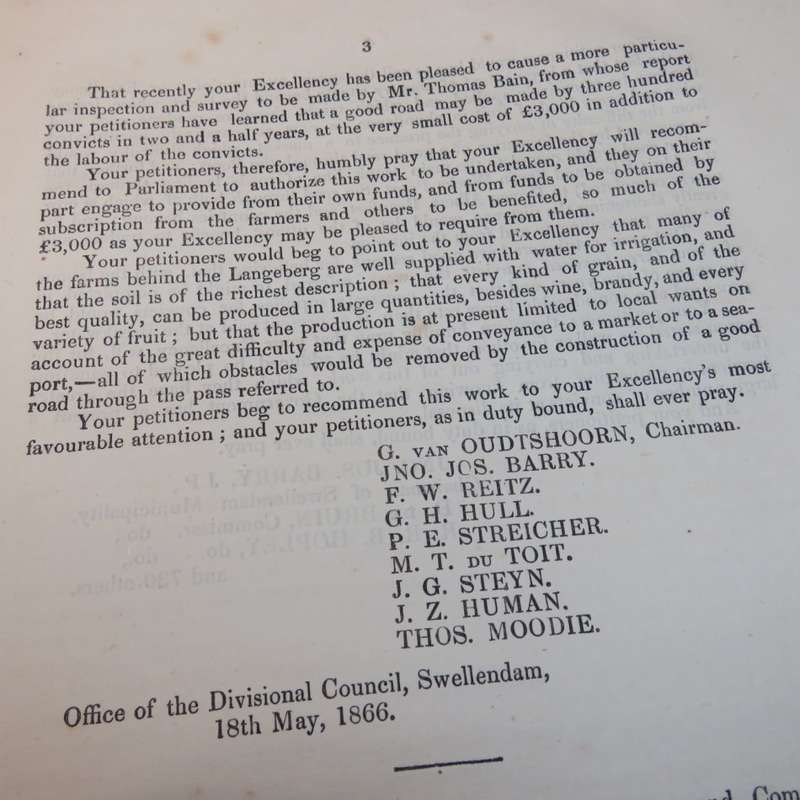 3
That recently your Excellency has been pleased to cause a more particu-
lar inspection and survey to be made by Mr. Thomas Bain, from whose report
your petitioners have learned that a good road may be made by three hundred
convicts in two and a half years, at the very small cost of £3,000 in addition to
the labour of the convicts.
Your petitioners, therefore, humbly pray that your Excellency will recom-
mend to Parliament to authorize this work to be undertaken, and they on their
part engage to provide from their own funds, and from funds to be obtained by
subscription from the farmers and others to be benefited, so much of the
£3,000 as your Excellency may be pleased to require from them.
Your petitioners would beg to point out to your Excellency that many of
the farms behind the Langeberg are well supplied with water for irrigation, and
that the soil is of the richest description; that every kind of grain, and of the
best quality, can be produced in large quantities, besides wine, brandy, and every
variety of fruit; but that the production is at present limited to local wants on
account of the great difficulty and expense of conveyance to a market or to a sea-
port,—all of which obstacles would be removed by the construction of a good
road through the pass referred to.
Your petitioners beg to recommend this work to your Excellency's most
favourable attention; and your petitioners, as in duty bound, shall ever pray.
G. VAN OUDTSHOORN, Chairman.
JNO. JOS. BARRY.
F. W. REITZ.
G. H. HULL.
P. E. STREICHER.
M. T. DU TOIT.
J. G. STEYN.
J. Z. HUMAN.
THOS. MOODIE.
Office of the Divisional Council, Swellendam,
18th May, 1866.